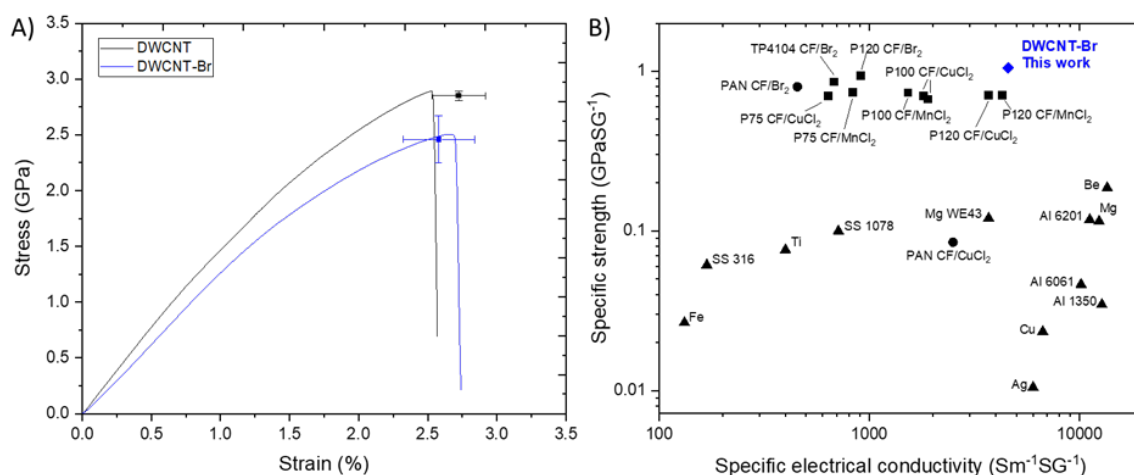 A)
3.5
3.0
2.5
2.0
1.5
1.0
0.5
0.0
Stress (GPa)
DWCNT
DWCNT-Br
0.0 0.5 1.0 1.5 2.0 2.5 3.0 3.5
Strain (%)
B)
1
0.1
0.01
Specific strength (GPaSG⁻¹)
DWCNT-Br
This work
TP4104 CF/Br₂
P120 CF/Br₂
PAN CF/Br₂
P100 CF/CuCl₂
P75 CF/CuCl₂
P100 CF/MnCl₂
P120 CF/MnCl₂
P75 CF/MnCl₂
P120 CF/CuCl₂
Be
Mg WE43
Al 6201
Mg
SS 1078
Ti
PAN CF/CuCl₂
SS 316
Al 6061
Al 1350
Fe
Cu
Ag
100 1000 10000
Specific electrical conductivity (Sm⁻¹SG⁻¹)